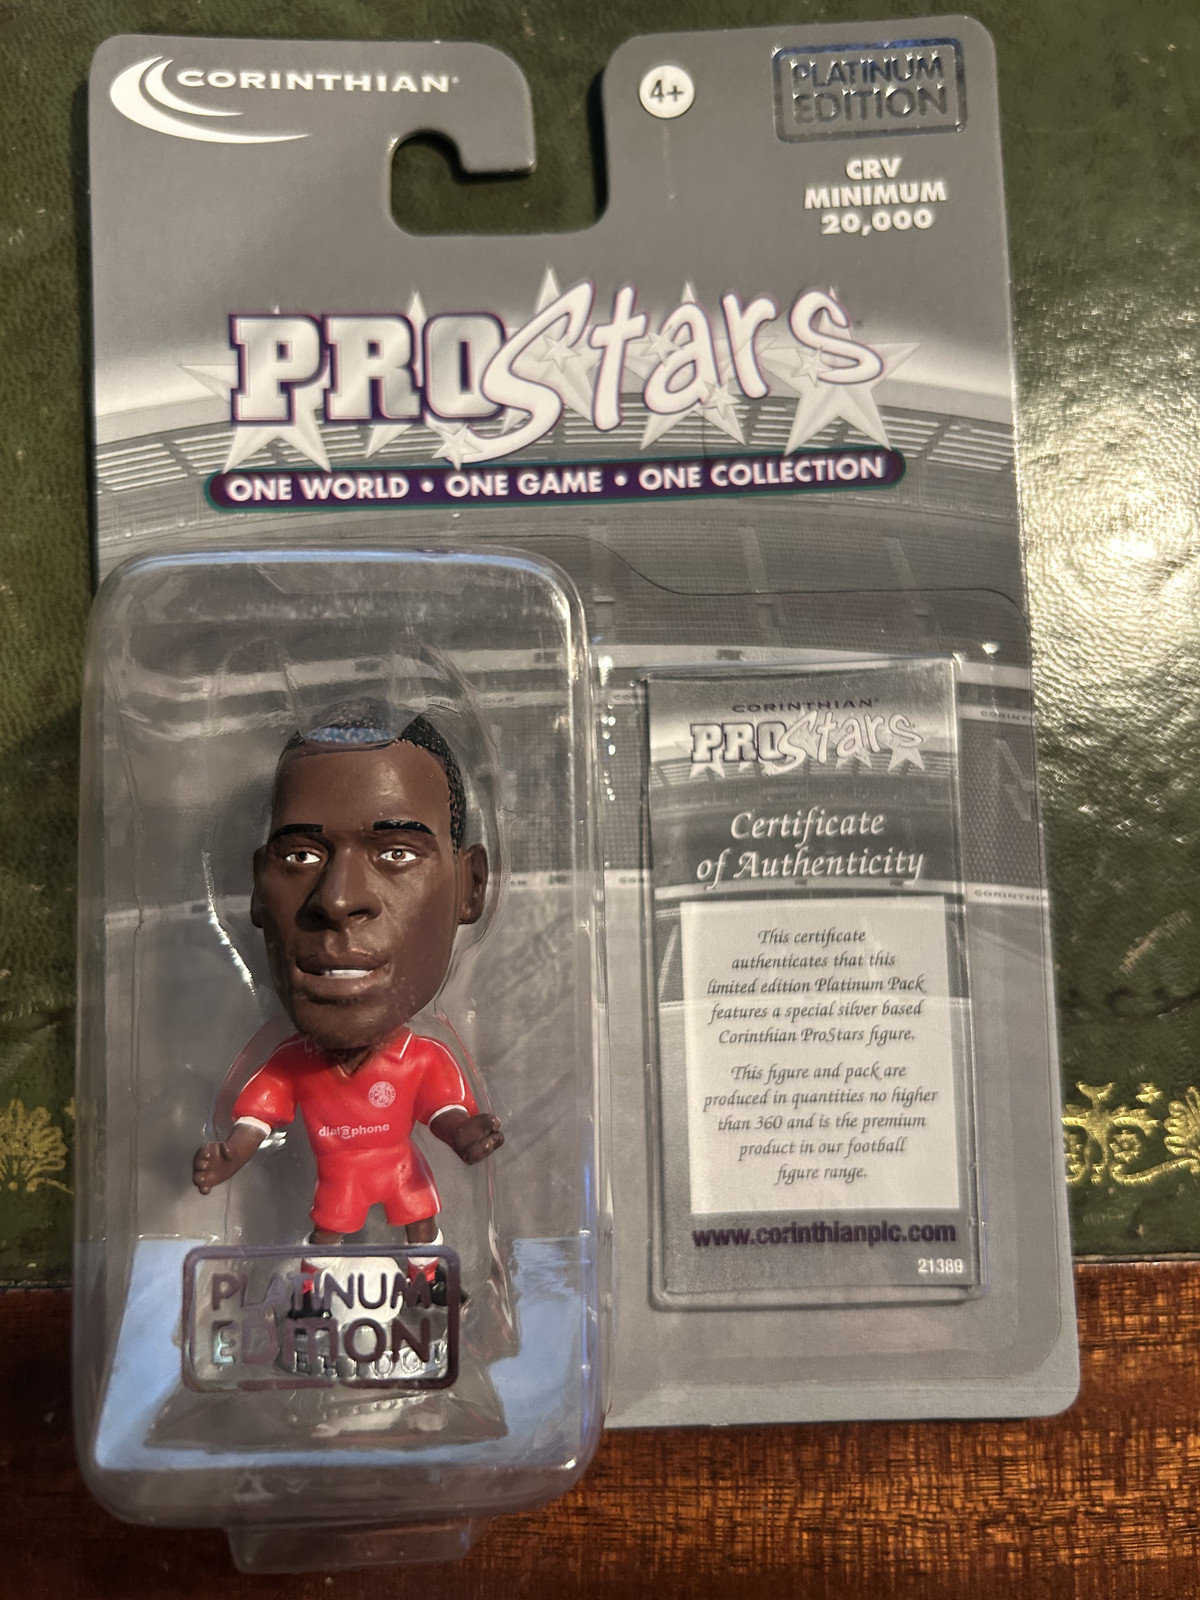 CORINTHIAN
4+
PLATINUM
EDITION
CRV
MINIMUM
20,000
PROStars
ONE WORLD • ONE GAME • ONE COLLECTION
CORINTHIAN
PROStars
Certificate
of Authenticity
This certificate
authenticates that this
limited edition Platinum Pack
features a special silver based
Corinthian ProStars figure.
This figure and pack are
produced in quantities no higher
than 360 and is the premium
product in our football
figure range.
www.corinthianplc.com
21389
dial@phone
PLATINUM
EDITION